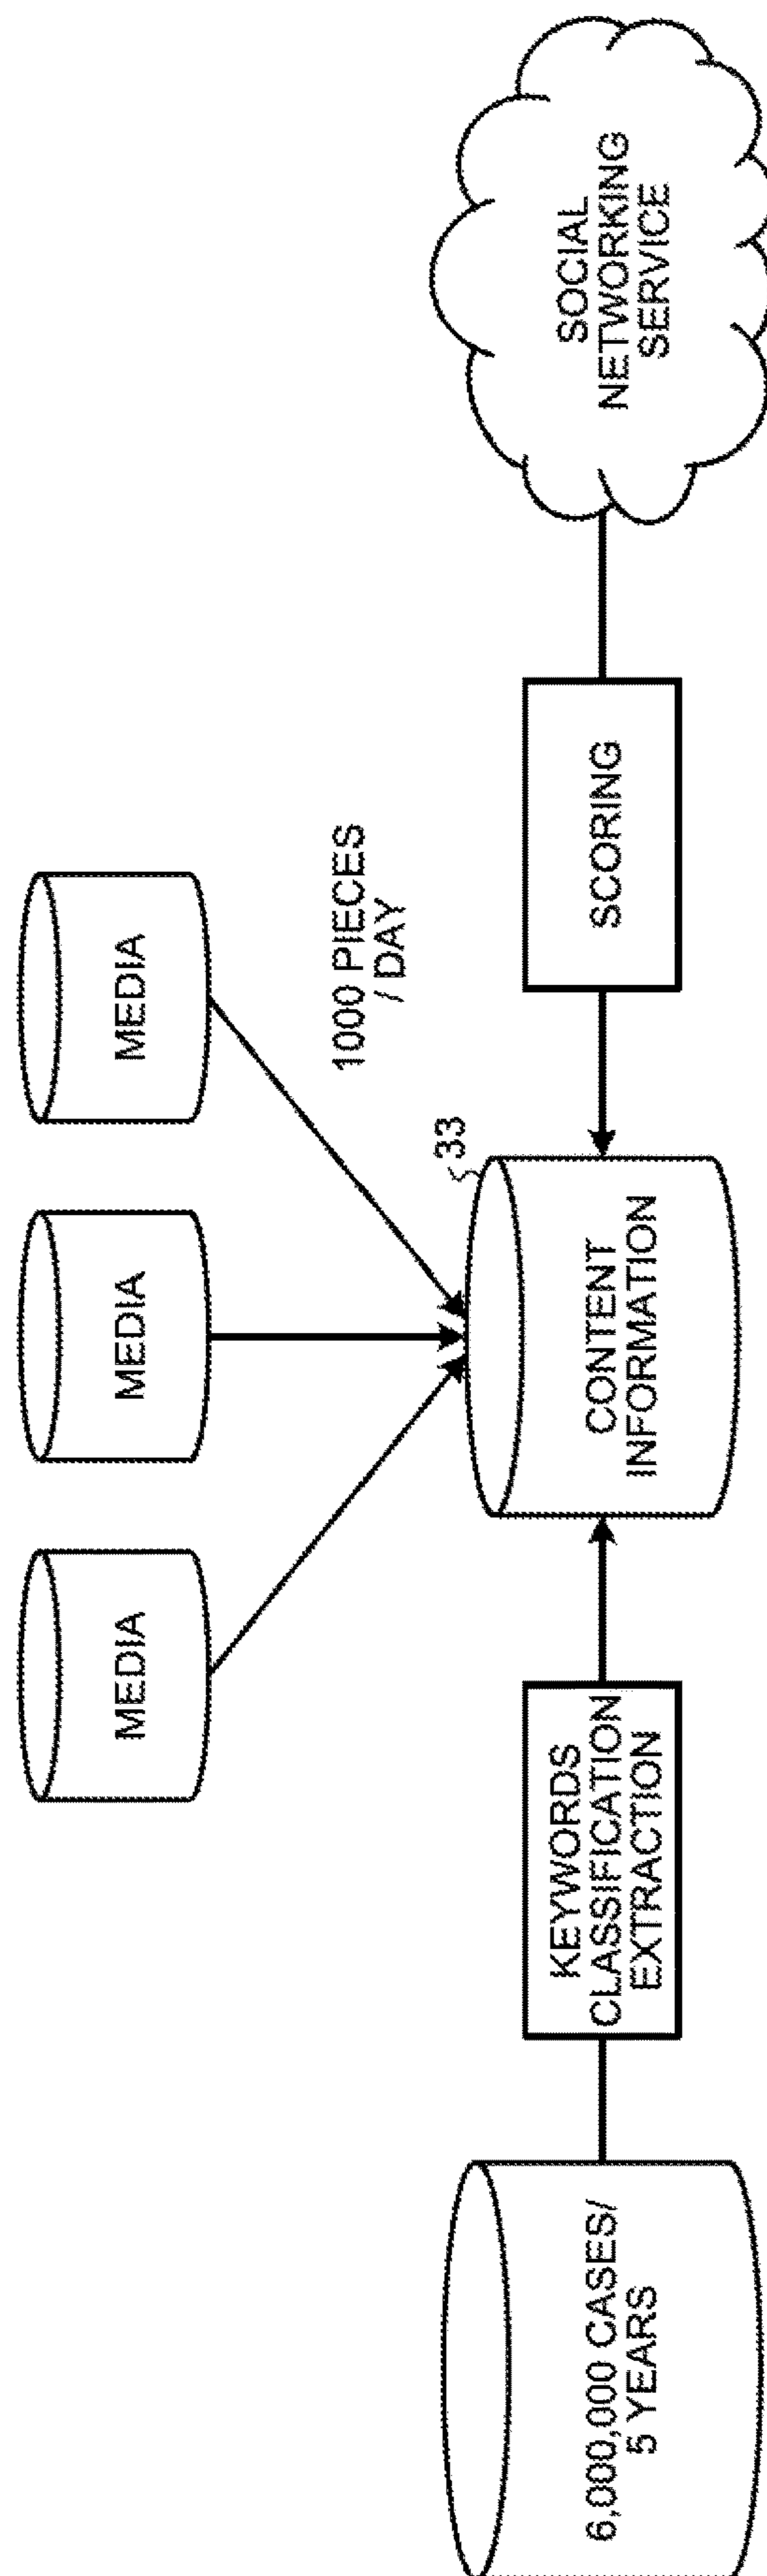 MEDIA
MEDIA
MEDIA
1000 PIECES
/ DAY
33
6,000,000 CASES/
5 YEARS
KEYWORDS
CLASSIFICATION
EXTRACTION
CONTENT
INFORMATION
SCORING
SOCIAL
NETWORKING
SERVICE